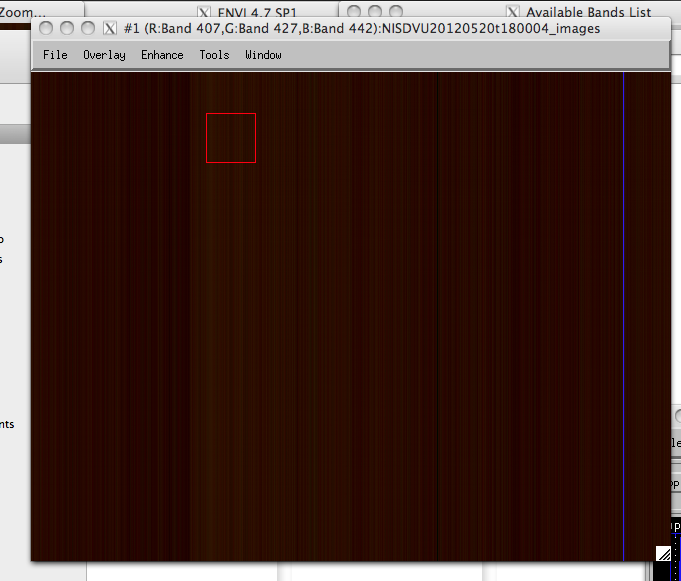 Zoom...
ENVI 4.7 SP1
Available Bands List
#1 (R:Band 407,G:Band 427,B:Band 442):NISDVU20120520t180004_images
File Overlay Enhance Tools Window